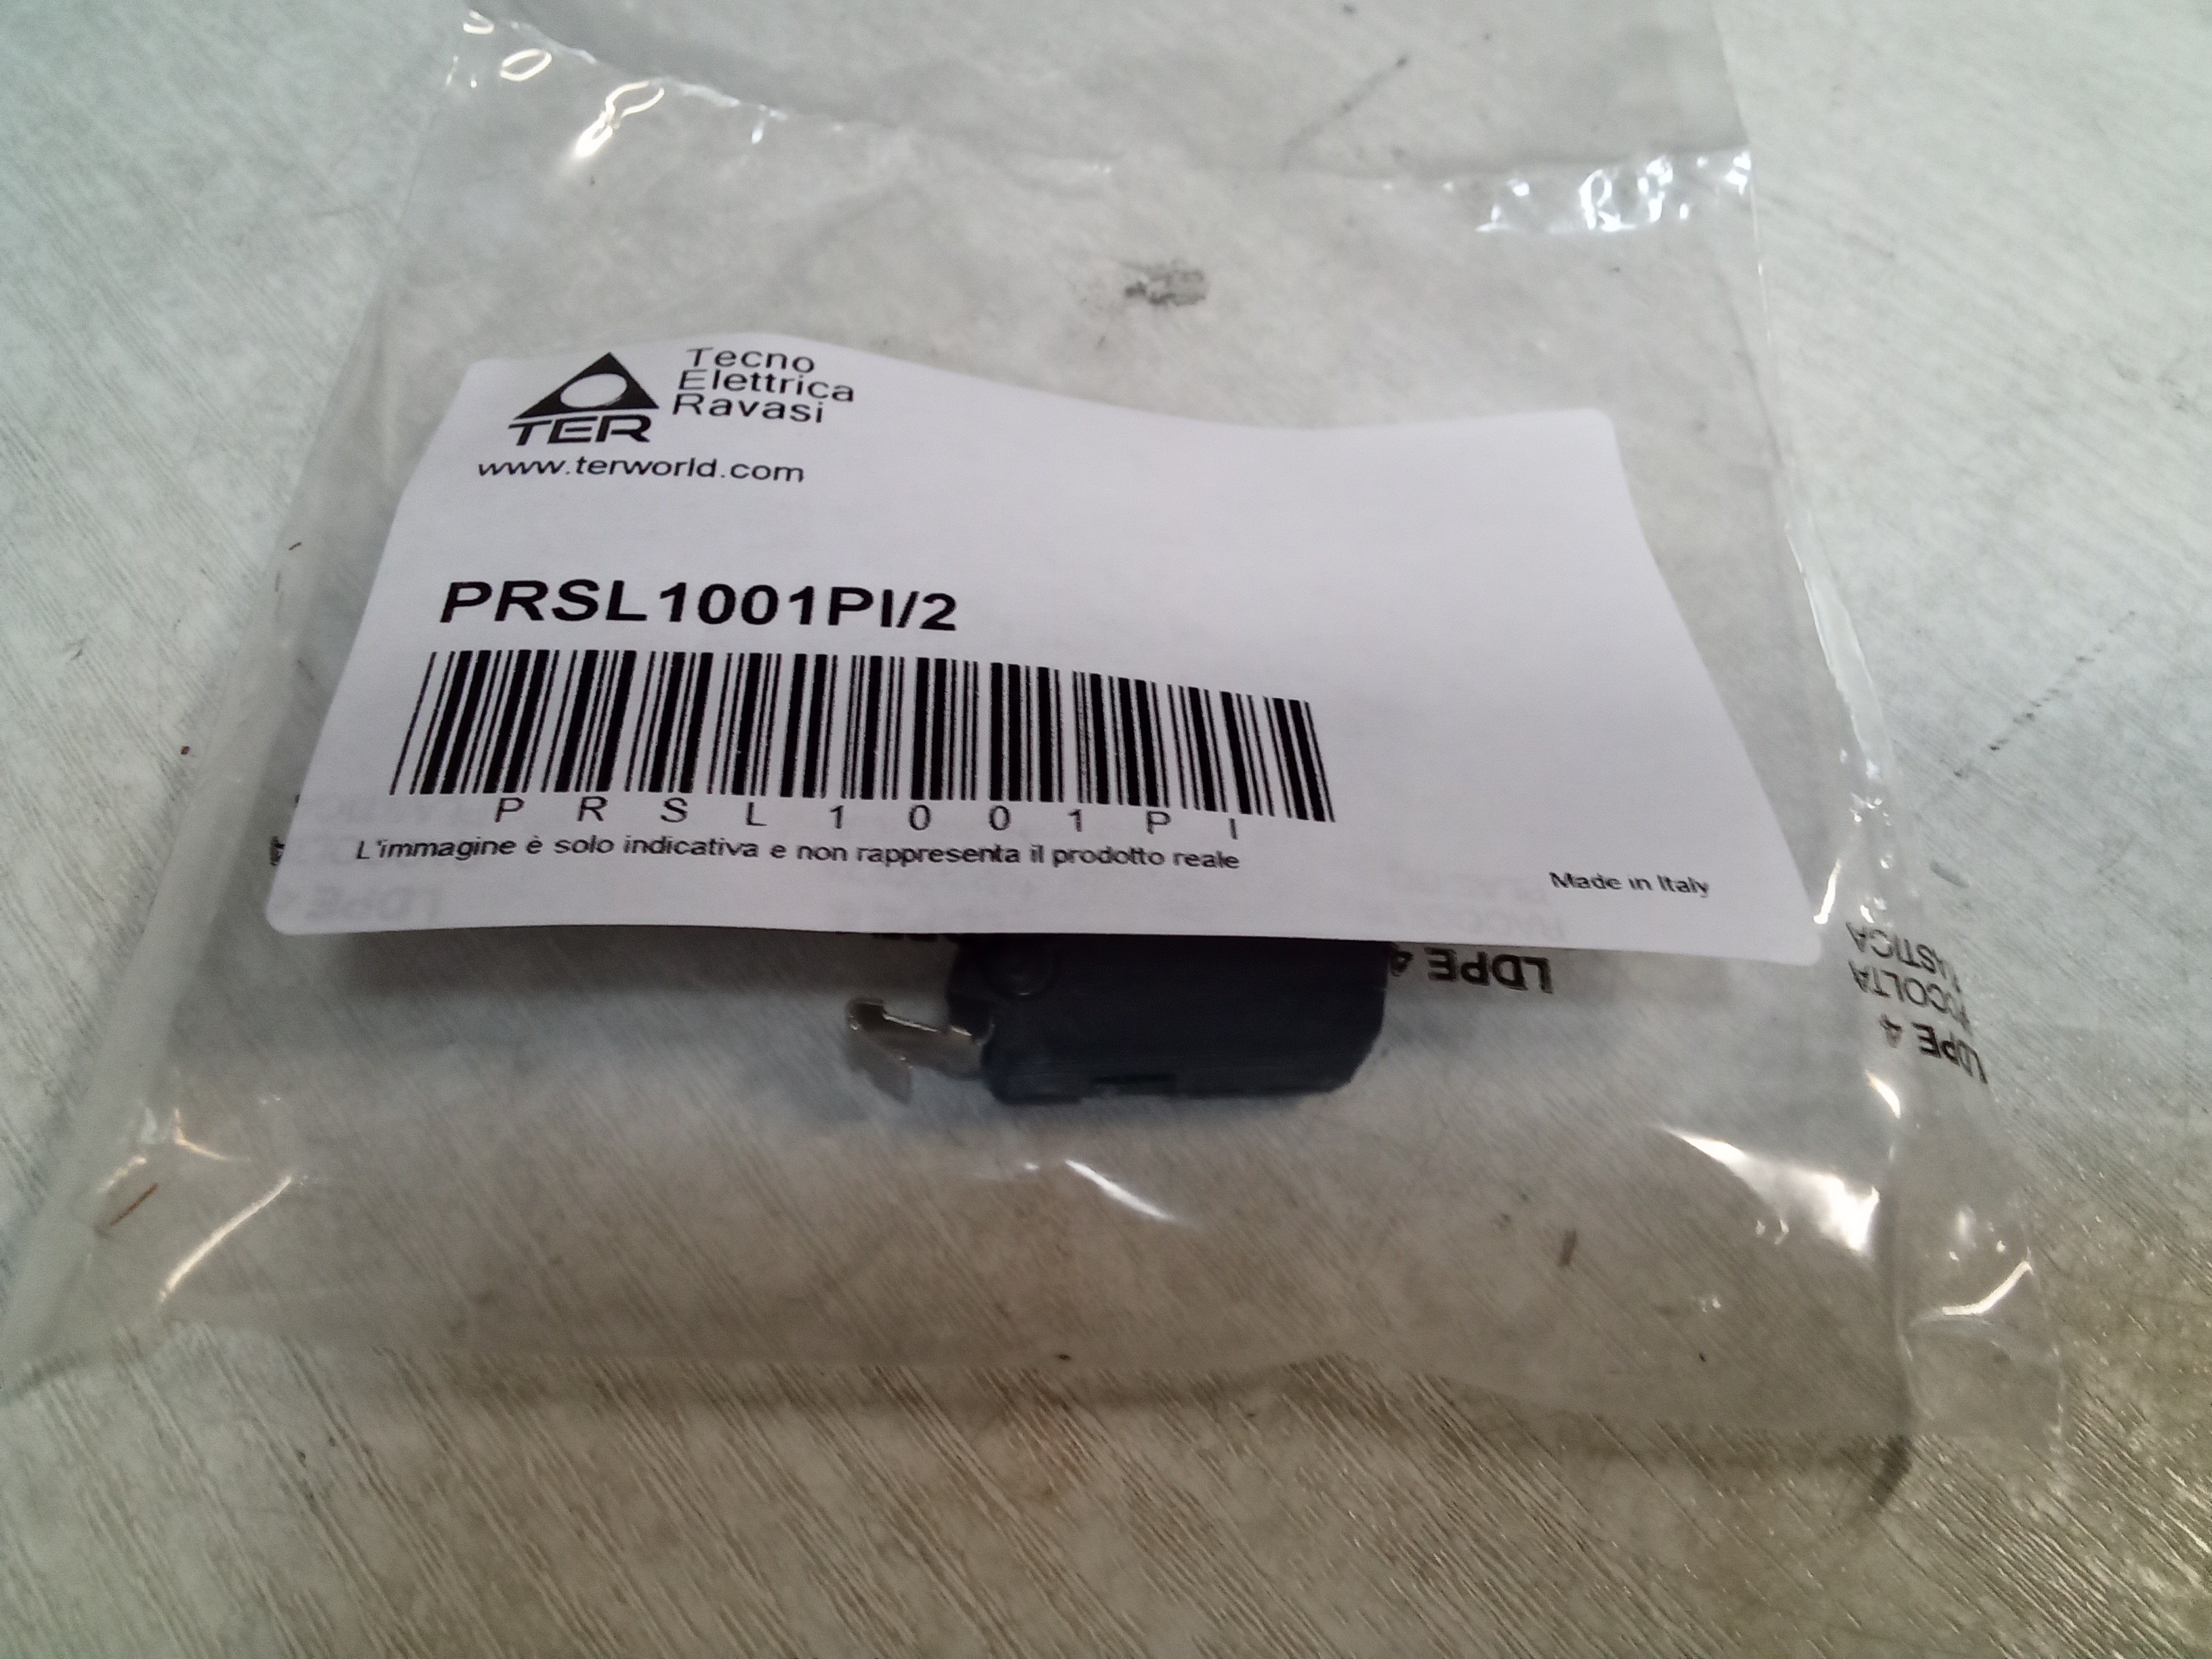 Tecno
Elettrica
Ravasi
TER
www.terworld.com
PRSL1001PI/2
PRSL1001PI
L'immagine è solo indicativa e non rappresenta il prodotto reale
Made in Italy
LDPE 4
LDPE 4